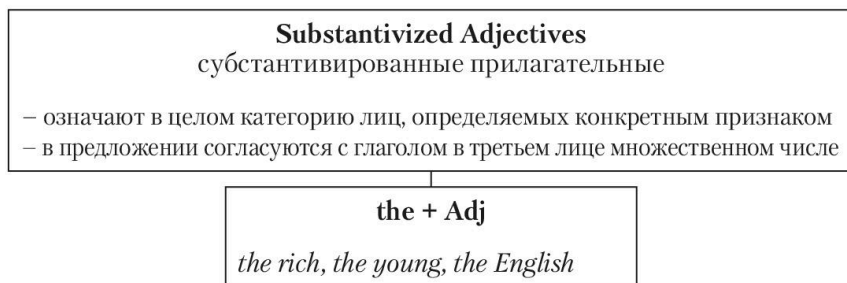 Substantivized Adjectives
субстантивированные прилагательные
– означают в целом категорию лиц, определяемых конкретным признаком
– в предложении согласуются с глаголом в третьем лице множественном числе
the + Adj
the rich, the young, the English